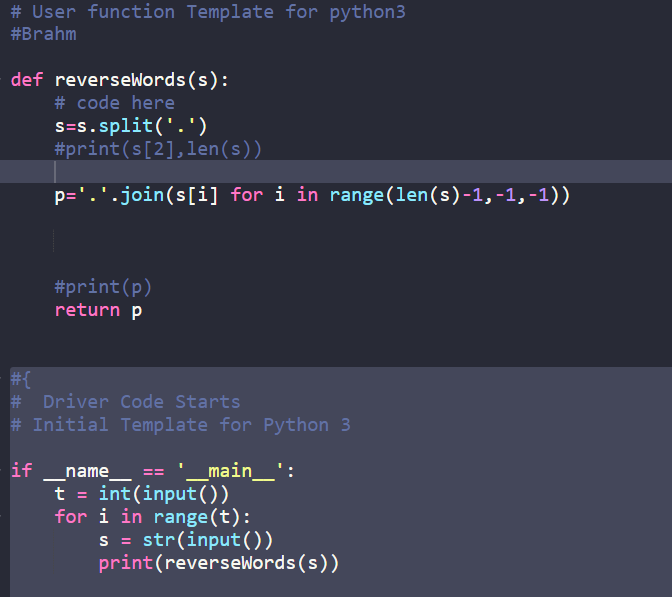 # User function Template for python3
#Brahm
def reverseWords(s):
# code here
s=s.split('.')
#print(s[2],len(s))
p='.'.join(s[i] for i in range(len(s)-1,-1,-1))
#print(p)
return p
#{
#  Driver Code Starts
# Initial Template for Python 3
if __name__ == '__main__':
t = int(input())
for i in range(t):
s = str(input())
print(reverseWords(s))